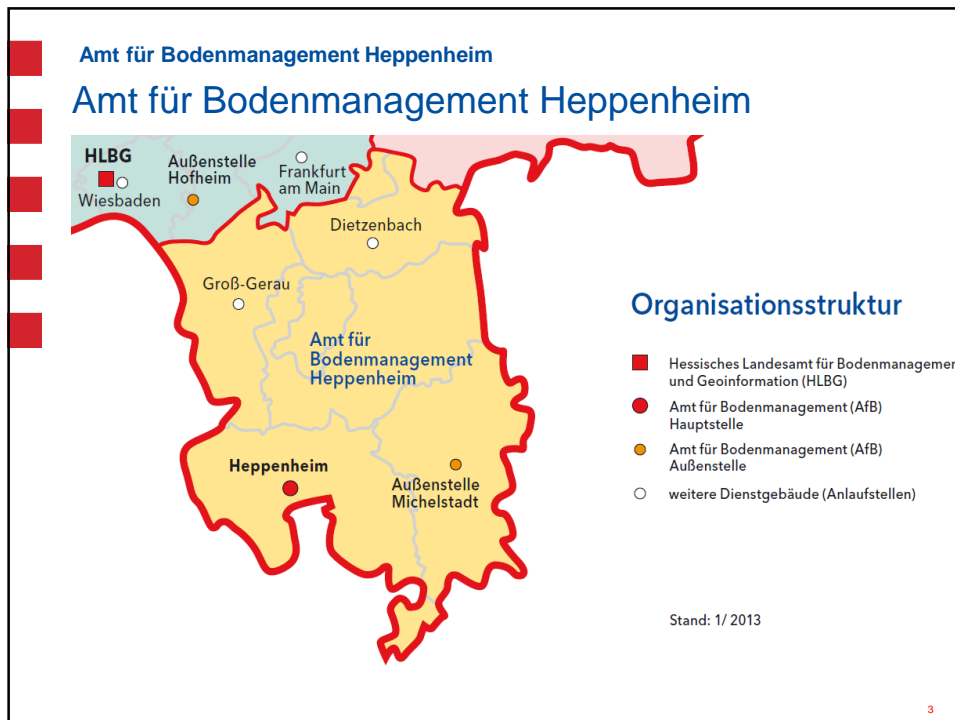 Amt für Bodenmanagement Heppenheim
Amt für Bodenmanagement Heppenheim
HLBG
Wiesbaden
Außenstelle
Hofheim
Frankfurt
am Main
Dietzenbach
Groß-Gerau
Amt für
Bodenmanagement
Heppenheim
Heppenheim
Außenstelle
Michelstadt
Organisationsstruktur
Hessisches Landesamt für Bodenmanagemen
und Geoinformation (HLBG)
Amt für Bodenmanagement (AfB)
Hauptstelle
Amt für Bodenmanagement (AfB)
Außenstelle
weitere Dienstgebäude (Anlaufstellen)
Stand: 1/ 2013
3